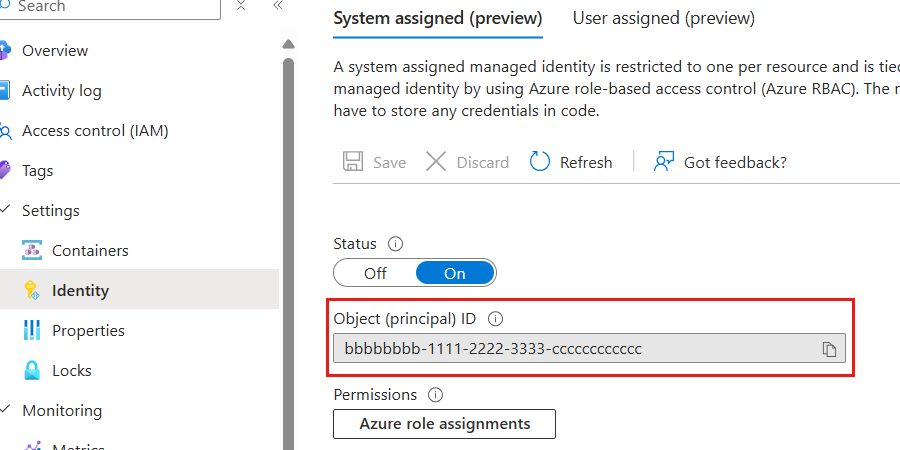 Search
Overview
Activity log
Access control (IAM)
Tags
Settings
Containers
Identity
Properties
Locks
Monitoring
Metrics
System assigned (preview)
User assigned (preview)
A system assigned managed identity is restricted to one per resource and is tied
managed identity by using Azure role-based access control (Azure RBAC). The
have to store any credentials in code.
Save
Discard
Refresh
Got feedback?
Status
Off
On
Object (principal) ID
bbbbbbbb-1111-2222-3333-cccccccccccc
Permissions
Azure role assignments